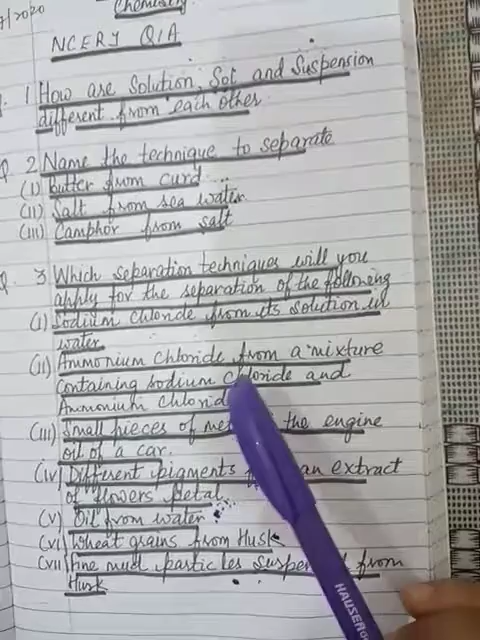 /2020
Chemistry
NCERT Q/A
Q. 1 How are Solution, Sol and Suspension
different from each other
Q 2 Name the technique to separate
(i) Butter from curd
(ii) Salt from sea water
(iii) Camphor from salt
Q. 3 Which separation techniques will you
apply for the separation of the following
(i) Sodium chloride from its solution in
water
(ii) Ammonium chloride from a mixture
containing sodium chloride and
Ammonium chlorid
(iii) Small pieces of met the engine
oil of a car.
(iv) Different pigments an extract
of flowers petal
(v) Oil from water
(vi) Wheat grains from Husk
(vii) Fine mud particles suspen d from
Husk
HAUSER